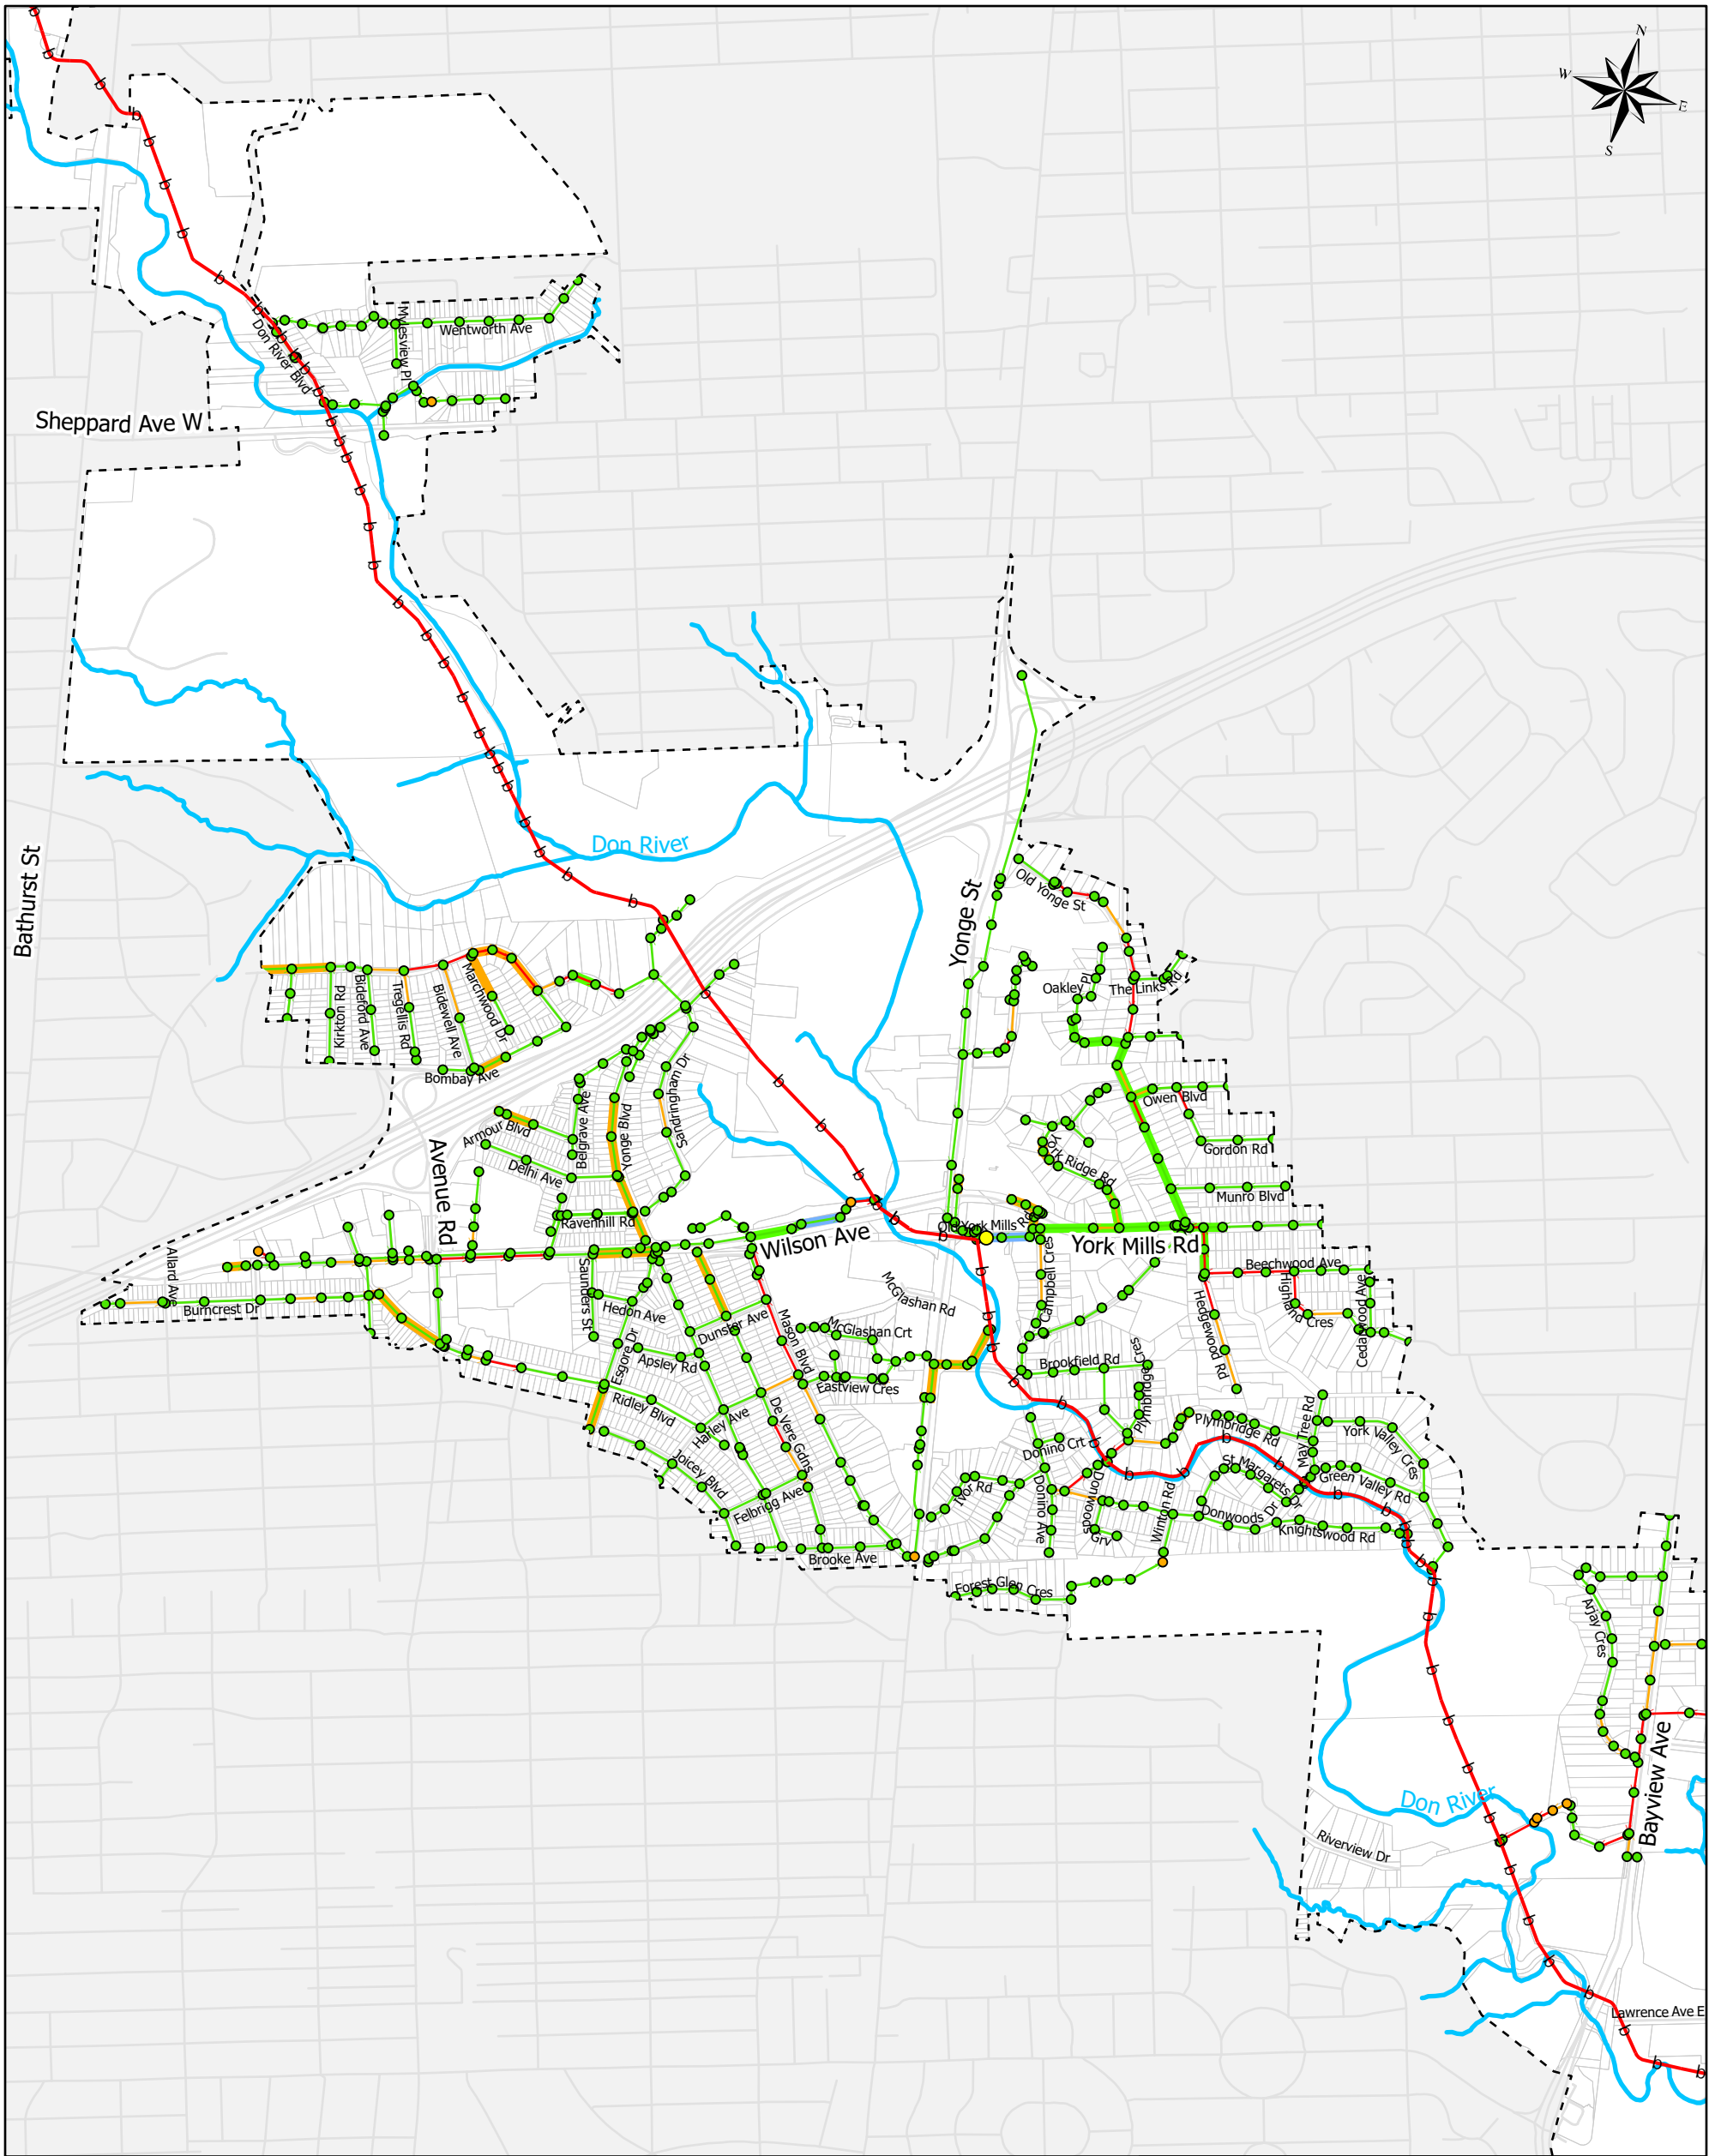 N
W
E
S
Mylesview Pl
Wentworth Ave
Don River Blvd
Sheppard Ave W
Don River
Bathurst St
Yonge St
Old Yonge St
Oakley Pl
The Links Rd
Kirkton Rd
Bideford Ave
Tregellis Rd
Bidewell Ave
Marchwood Dr
Bombay Ave
Sandringham Dr
Owen Blvd
Armour Blvd
Belgrave Ave
Yonge Blvd
Delhi Ave
York Ridge Rd
Gordon Rd
Munro Blvd
Avenue Rd
Ravenhill Rd
Old York Mills Rd
Wilson Ave
York Mills Rd
Allard Ave
Burncrest Dr
Saunders St
Hedon Ave
McGlashan Rd
Campbell Cres
Beechwood Ave
Highland Cres
Cedarwood Ave
Hedgewood Rd
Dunster Ave
Mason Blvd
McGlashan Crt
Esgore Dr
Apsley Rd
Eastview Cres
Brookfield Rd
Plymbridge Cres
Ridley Blvd
Harley Ave
De Vere Gdns
Plymbridge Rd
May Tree Rd
York Valley Cres
Donino Crt
Joicey Blvd
Felbrigg Ave
Ivor Rd
Donino Ave
Donwoods Grv
Winton Rd
St Margarets Dr
Green Valley Rd
Donwoods Dr
Knightswood Rd
Brooke Ave
Forest Glen Cres
Arjay Cres
Bayview Ave
Don River
Riverview Dr
Lawrence Ave E
b b b b b b b b b b b b b b b b b b b b b b b b b b b b b b b b b b b b b b b b b b b b b b b b b b b b b b b b b b b b b b